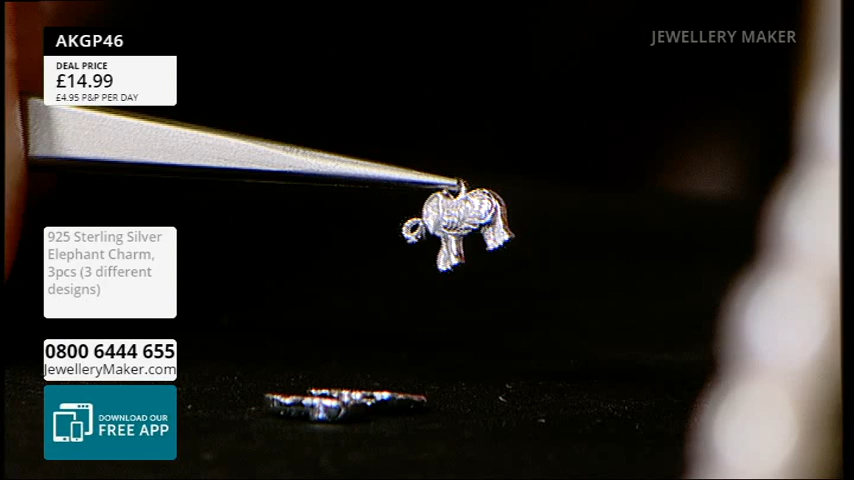 AKGP46
DEAL PRICE
£14.99
£4.95 P&P PER DAY
JEWELLERY MAKER
925 Sterling Silver
Elephant Charm,
3pcs (3 different
designs)
0800 6444 655
JewelleryMaker.com
DOWNLOAD OUR
FREE APP